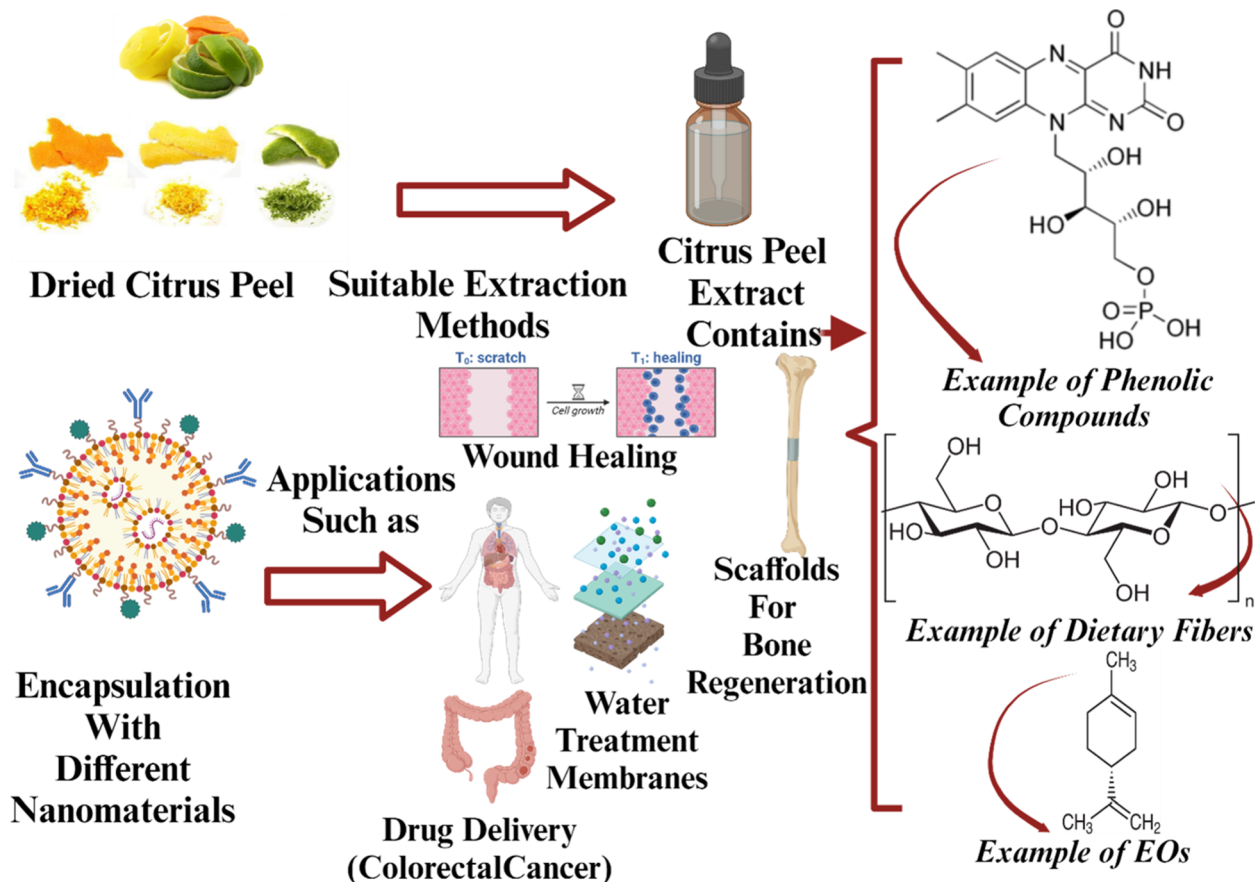 Dried Citrus Peel
Suitable Extraction
Methods
Citrus Peel
Extract
Contains
N
O
NH
N
N
O
OH
HO
OH
O
O=P
OH
HO
Example of Phenolic
Compounds
T₀: scratch
T₁: healing
Cell growth
Wound Healing
Applications
Such as
Encapsulation
With
Different
Nanomaterials
Scaffolds
For
Bone
Regeneration
Water
Treatment
Membranes
Drug Delivery
(ColorectalCancer)
OH
O
HO
OH
O
HO
OH
O
O
OH
n
Example of Dietary Fibers
CH₃
CH₃
CH₂
Example of EOs